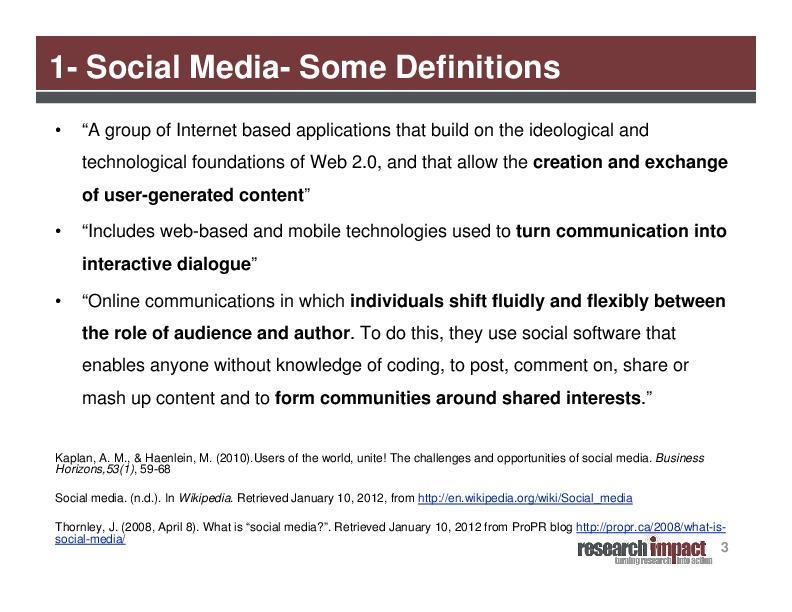 1- Social Media- Some Definitions
• “A group of Internet based applications that build on the ideological and
technological foundations of Web 2.0, and that allow the creation and exchange
of user-generated content”
• “Includes web-based and mobile technologies used to turn communication into
interactive dialogue”
• “Online communications in which individuals shift fluidly and flexibly between
the role of audience and author. To do this, they use social software that
enables anyone without knowledge of coding, to post, comment on, share or
mash up content and to form communities around shared interests.”
Kaplan, A. M., & Haenlein, M. (2010).Users of the world, unite! The challenges and opportunities of social media. Business
Horizons,53(1), 59-68
Social media. (n.d.). In Wikipedia. Retrieved January 10, 2012, from http://en.wikipedia.org/wiki/Social_media
Thornley, J. (2008, April 8). What is “social media?”. Retrieved January 10, 2012 from ProPR blog http://propr.ca/2008/what-is-
social-media/
researchimpact
turning research into action
3